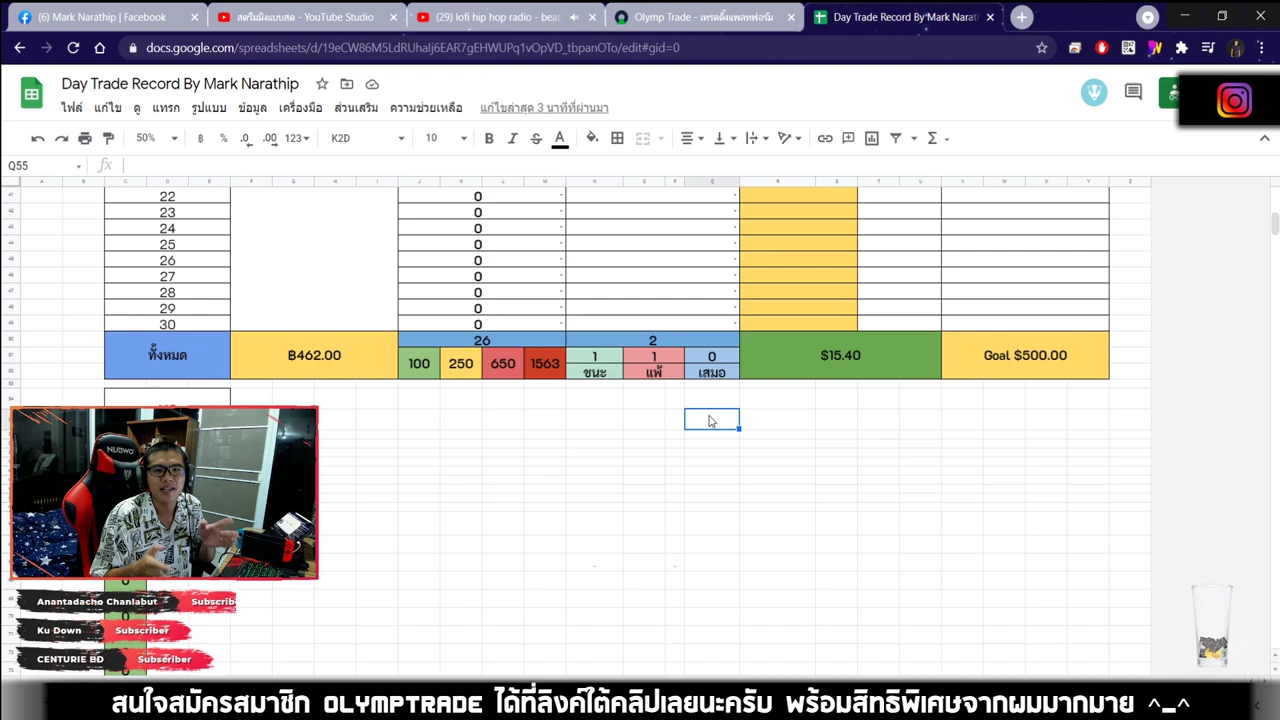 (6) Mark Narathip | Facebook
สตรีมมิงแบบสด - YouTube Studio
(29) lofi hip hop radio - bea
Olymp Trade - เทรดดิ้งแพลทฟอร์ม
Day Trade Record By Mark Narath
docs.google.com/spreadsheets/d/19eCW86M5LdRUhalj6EAR7gEHWUPq1vOpVD_tbpanOTo/edit#gid=0
Day Trade Record By Mark Narathip
ไฟล์ แก้ไข ดู แทรก รูปแบบ ข้อมูล เครื่องมือ ส่วนเสริม ความช่วยเหลือ แก้ไขล่าสุด 3 นาทีที่ผ่านมา
50% ฿ % .0 .00 123 K2D 10 B I S A
Q55 fx
22 0 -
23 0 -
24 0 -
25 0 -
26 0 -
27 0 -
28 0 -
29 0 -
30 0 -
ทั้งหมด ฿462.00 26 2 $15.40 Goal $500.00
100 250 650 1563 1 1 0
ชนะ แพ้ เสมอ
NUBWO
Anantadacho Chanlabut Subscrib
Ku Down Subscriber
CENTURIE BD Subscriber
สนใจสมัครสมาชิก OLYMPTRADE ได้ที่ลิงค์ใต้คลิปเลยนะครับ พร้อมสิทธิพิเศษจากผมมากมาย ^_^